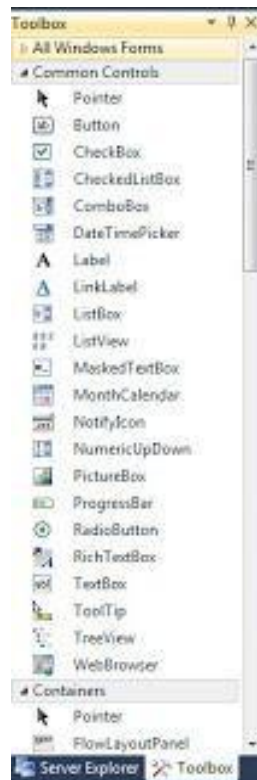 Toolbox
All Windows Forms
Common Controls
Pointer
Button
CheckBox
CheckedListBox
ComboBox
DateTimePicker
Label
LinkLabel
ListBox
ListView
MaskedTextBox
MonthCalendar
NotifyIcon
NumericUpDown
PictureBox
ProgressBar
RadioButton
RichTextBox
TextBox
ToolTip
TreeView
WebBrowser
Containers
Pointer
FlowLayoutPanel
Server Explorer Toolbox